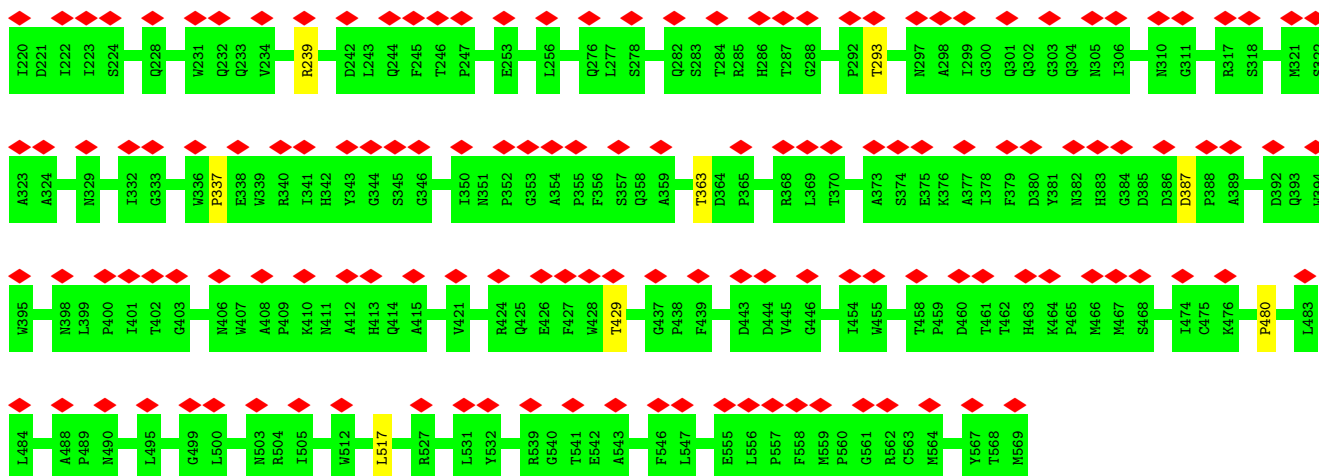 I220 D221 I222 I223 S224 Q228 W231 Q232 Q233 V234 R239 D242 L243 Q244 F245 T246 P247 E253 L256 Q276 L277 S278 Q282 S283 T284 R285 H286 T287 G288 P292 T293 N297 A298 I299 G300 Q301 Q302 G303 Q304 N305 I306 N310 G311 R317 S318 M321 S322
A323 A324 N329 I332 G333 W336 P337 E338 W339 R340 I341 H342 Y343 G344 S345 G346 I350 N351 P352 G353 A354 P355 F356 S357 Q358 A359 T363 D364 P365 R368 L369 T370 A373 S374 E375 K376 A377 I378 F379 D380 Y381 N382 H383 G384 D385 D386 D387 P388 A389 D392 Q393 W394
W395 N398 L399 P400 I401 T402 G403 N406 W407 A408 P409 K410 N411 A412 H413 Q414 A415 V421 R424 Q425 E426 F427 W428 T429 G437 P438 F439 D443 D444 V445 G446 I454 W455 T458 P459 D460 T461 T462 H463 K464 P465 M466 M467 S468 I474 C475 K476 P480 L483
L484 A488 P489 N490 L495 G499 L500 N503 R504 I505 W512 L517 R527 L531 Y532 R539 G540 T541 E542 A543 F546 L547 E555 L556 P557 F558 M559 P560 G561 R562 C563 M564 Y567 T568 M569